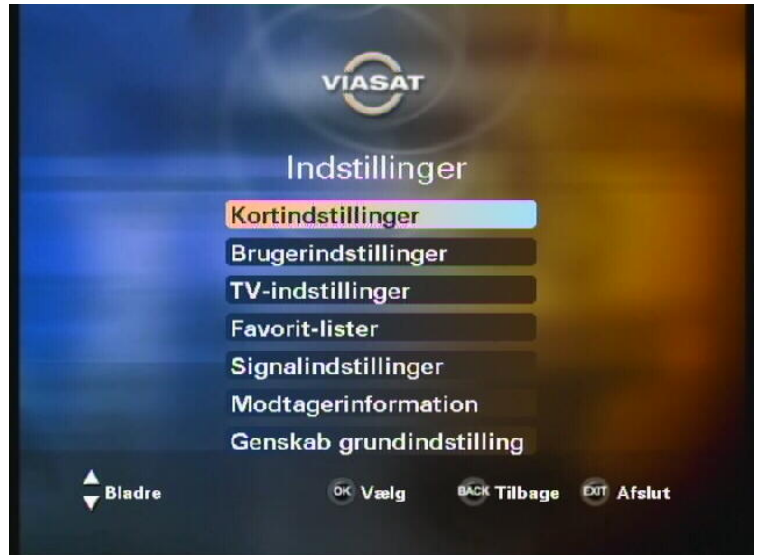 VIASAT
Indstillinger
Kortindstillinger
Brugerindstillinger
TV-indstillinger
Favorit-lister
Signalindstillinger
Modtagerinformation
Genskab grundindstilling
Bladre OK Vælg BACK Tilbage EXIT Afslut